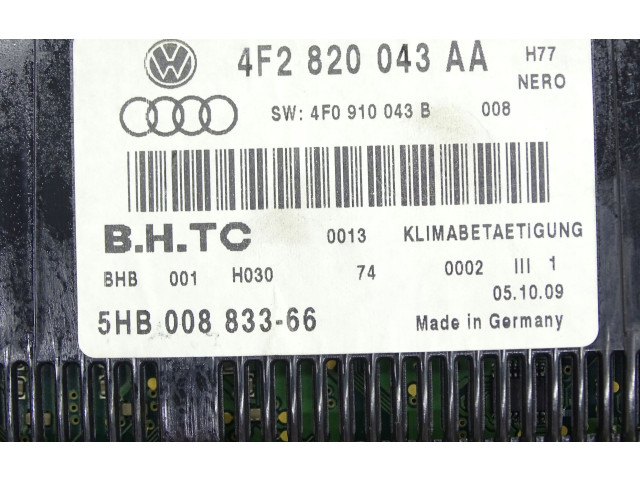 4F2 820 043 AA H77
NERO
SW: 4F0 910 043 B 008
B.H.TC 0013 KLIMABETAETIGUNG
BHB 001 H030 74 0002 III 1
05.10.09
5HB 008 833-66 Made in Germany